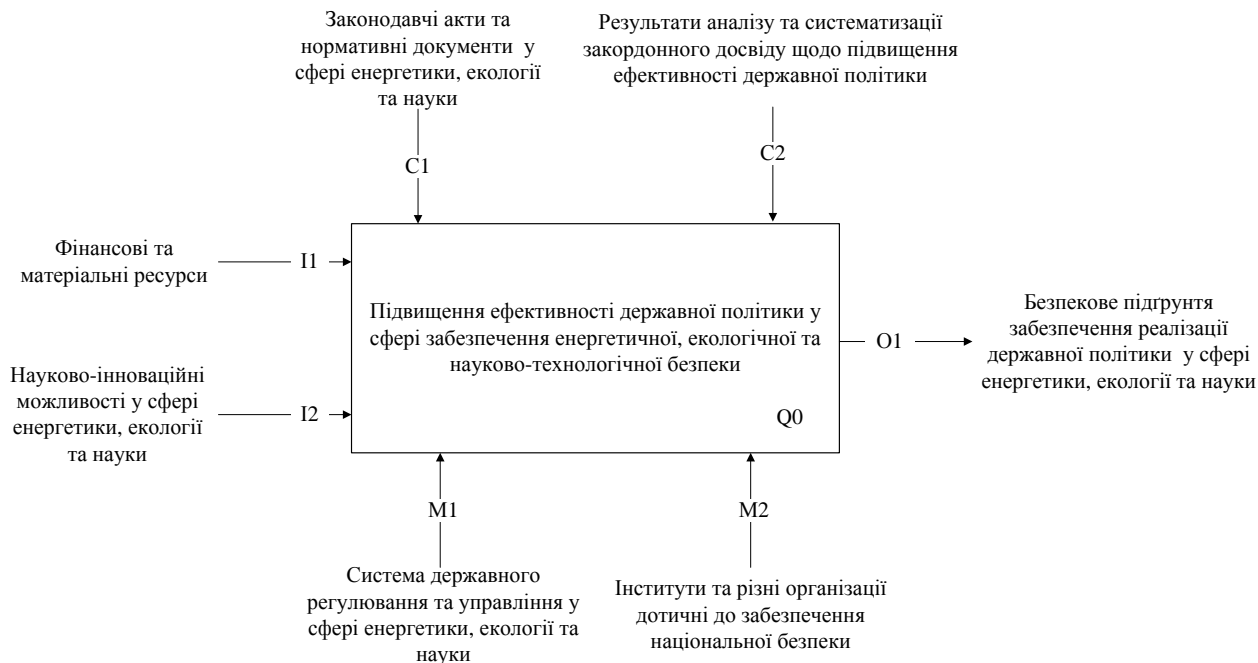 Законодавчі акти та
нормативні документи у
сфері енергетики, екології
та науки
Результати аналізу та систематизації
закордонного досвіду щодо підвищення
ефективності державної політики
C1
C2
Фінансові та
матеріальні ресурси
I1
Підвищення ефективності державної політики у
сфері забезпечення енергетичної, екологічної та
науково-технологічної безпеки
Q0
O1
Безпекове підґрунтя
забезпечення реалізації
державної політики у сфері
енергетики, екології та науки
Науково-інноваційні
можливості у сфері
енергетики, екології
та науки
I2
M1
M2
Система державного
регулювання та управління у
сфері енергетики, екології та
науки
Інститути та різні організації
дотичні до забезпечення
національної безпеки